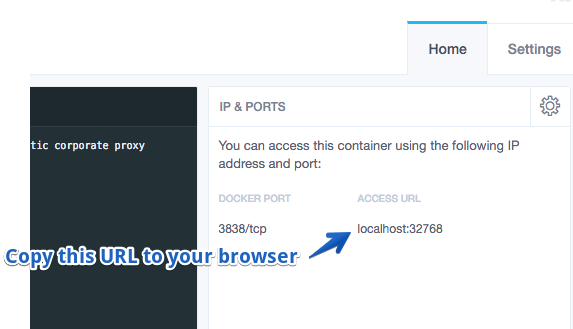 Home Settings
IP & PORTS
tic corporate proxy
You can access this container using the following IP
address and port:
DOCKER PORT ACCESS URL
3838/tcp localhost:32768
Copy this URL to your browser